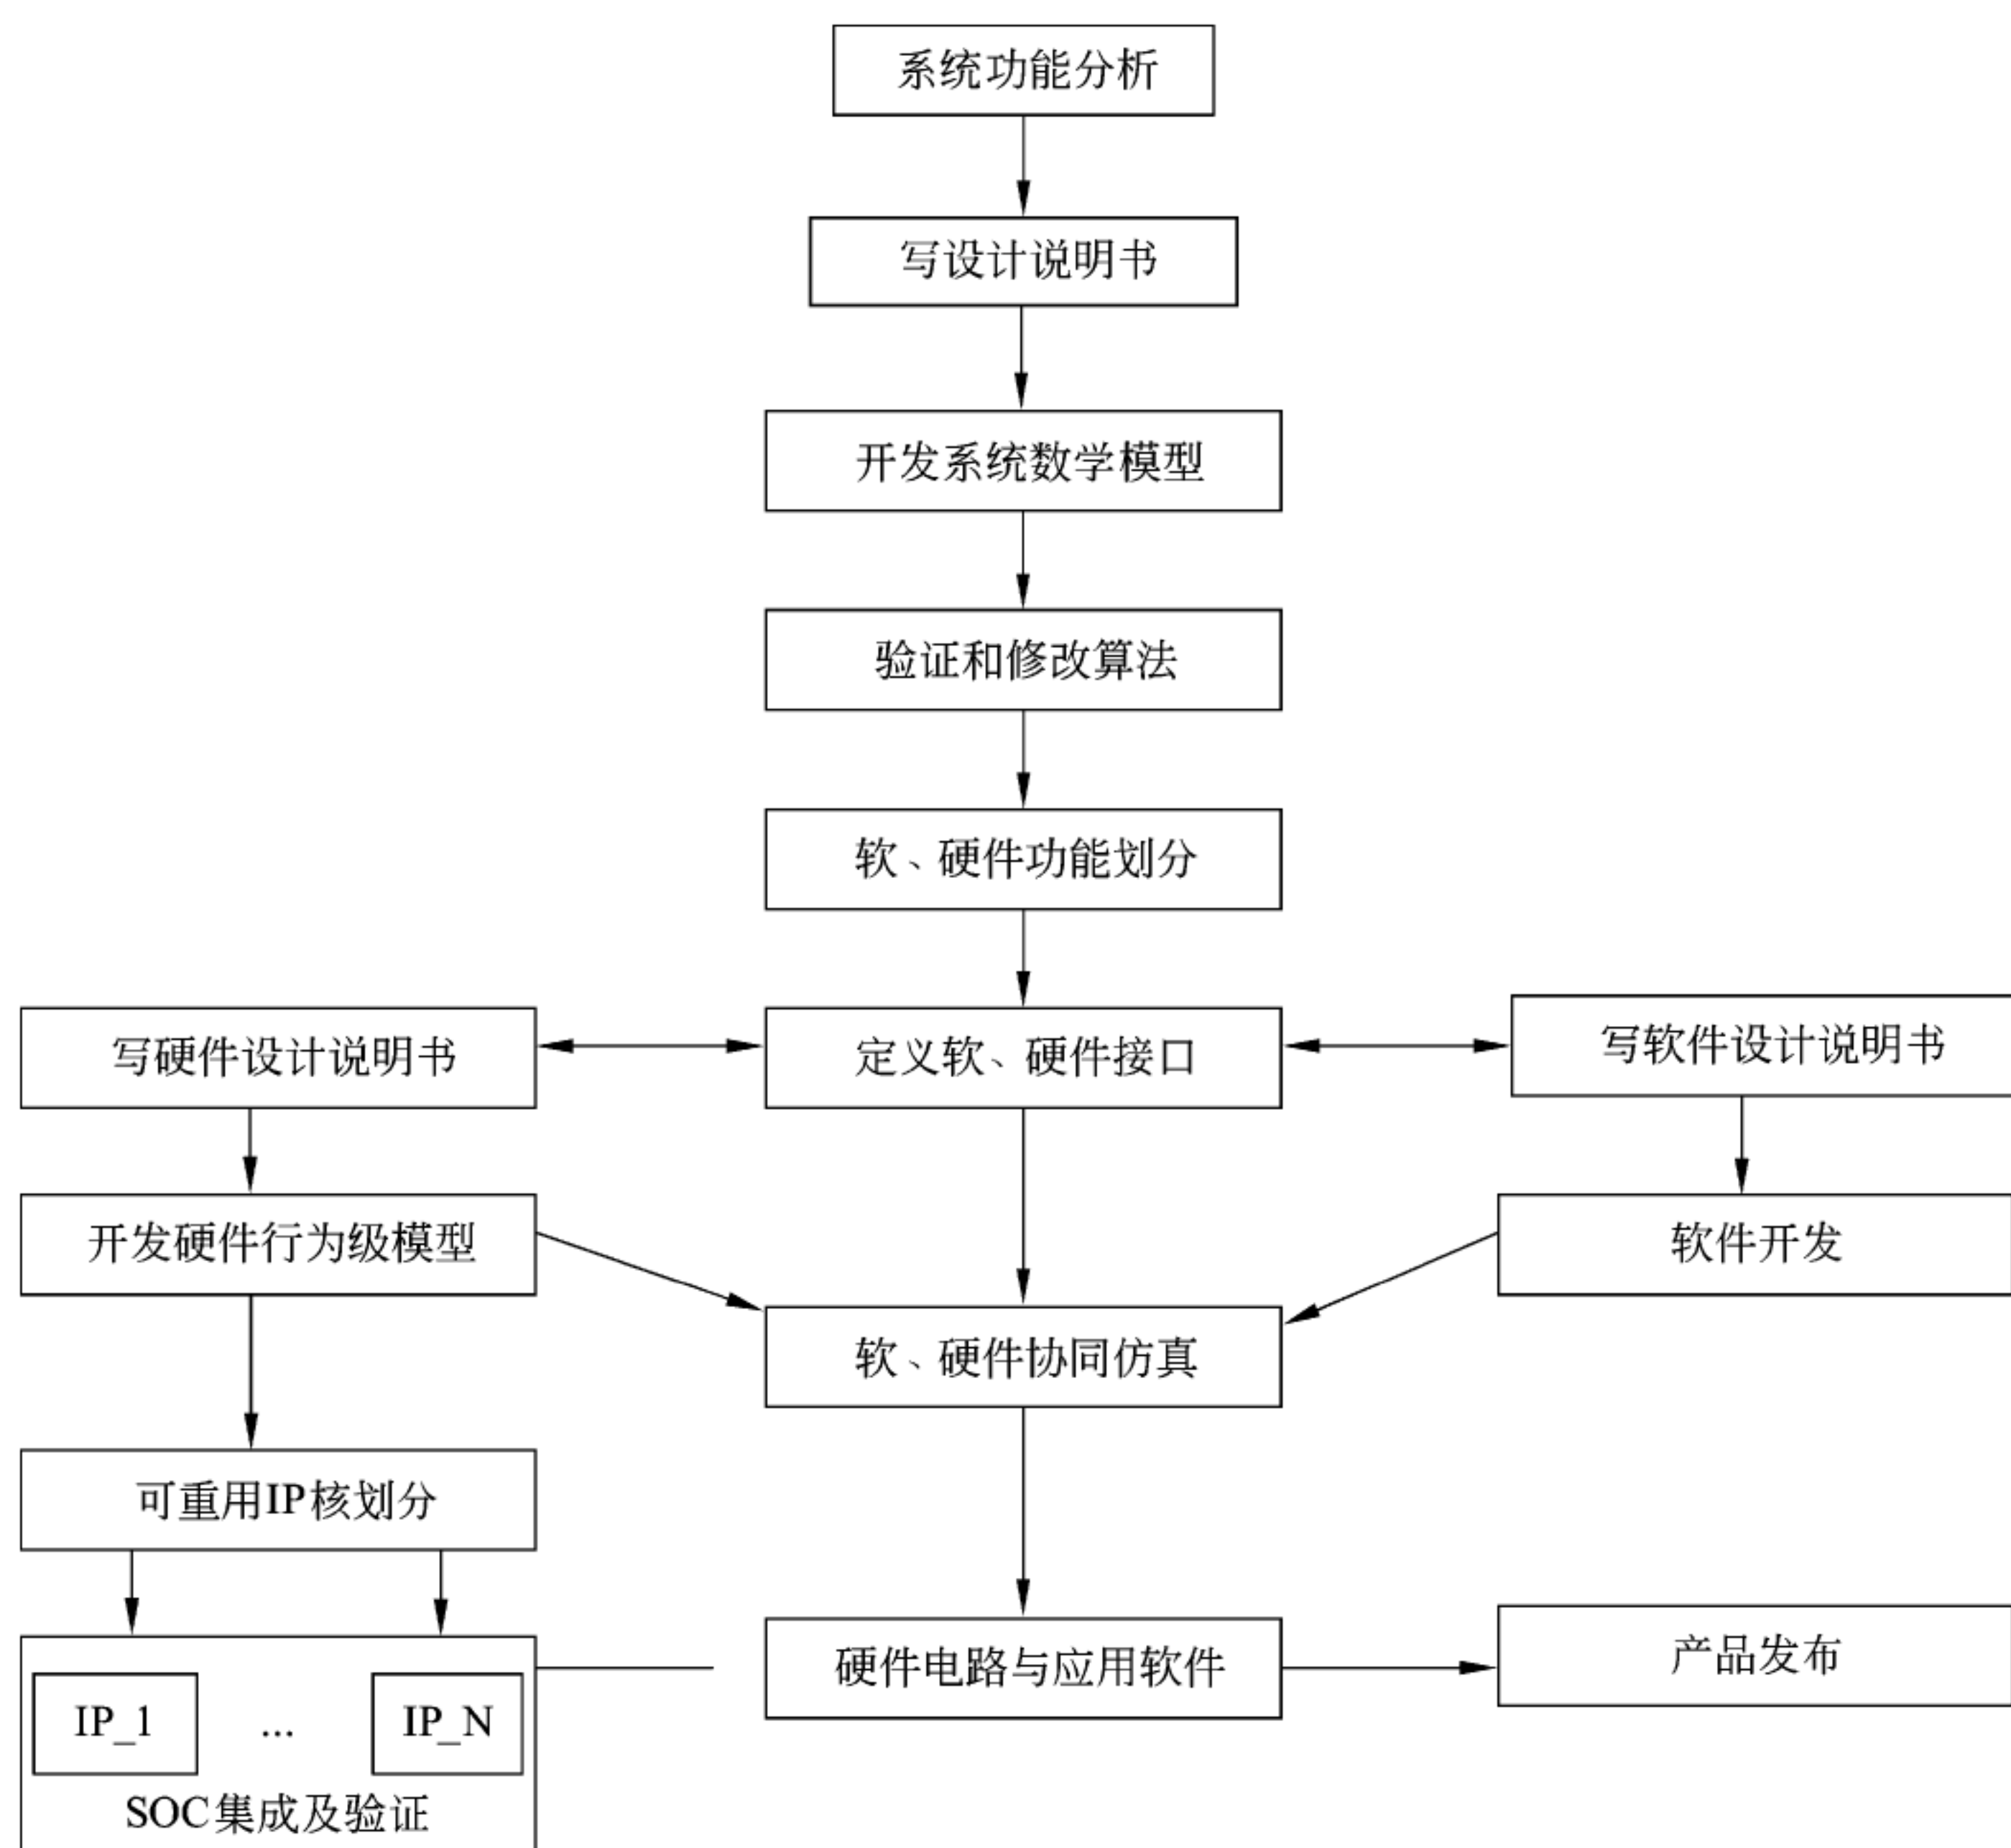 系统功能分析
写设计说明书
开发系统数学模型
验证和修改算法
软、硬件功能划分
写硬件设计说明书
定义软、硬件接口
写软件设计说明书
开发硬件行为级模型
软件开发
软、硬件协同仿真
可重用IP核划分
硬件电路与应用软件
产品发布
IP_1
...
IP_N
SOC集成及验证